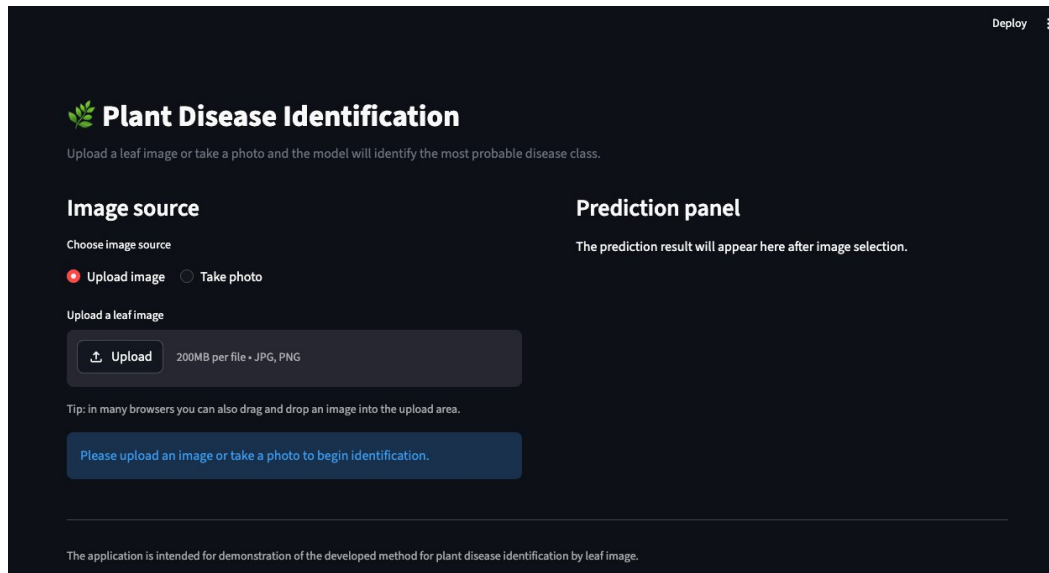 Deploy
Plant Disease Identification
Upload a leaf image or take a photo and the model will identify the most probable disease class.
Image source
Choose image source
Upload image
Take photo
Upload a leaf image
Upload
200MB per file • JPG, PNG
Tip: in many browsers you can also drag and drop an image into the upload area.
Please upload an image or take a photo to begin identification.
Prediction panel
The prediction result will appear here after image selection.
The application is intended for demonstration of the developed method for plant disease identification by leaf image.